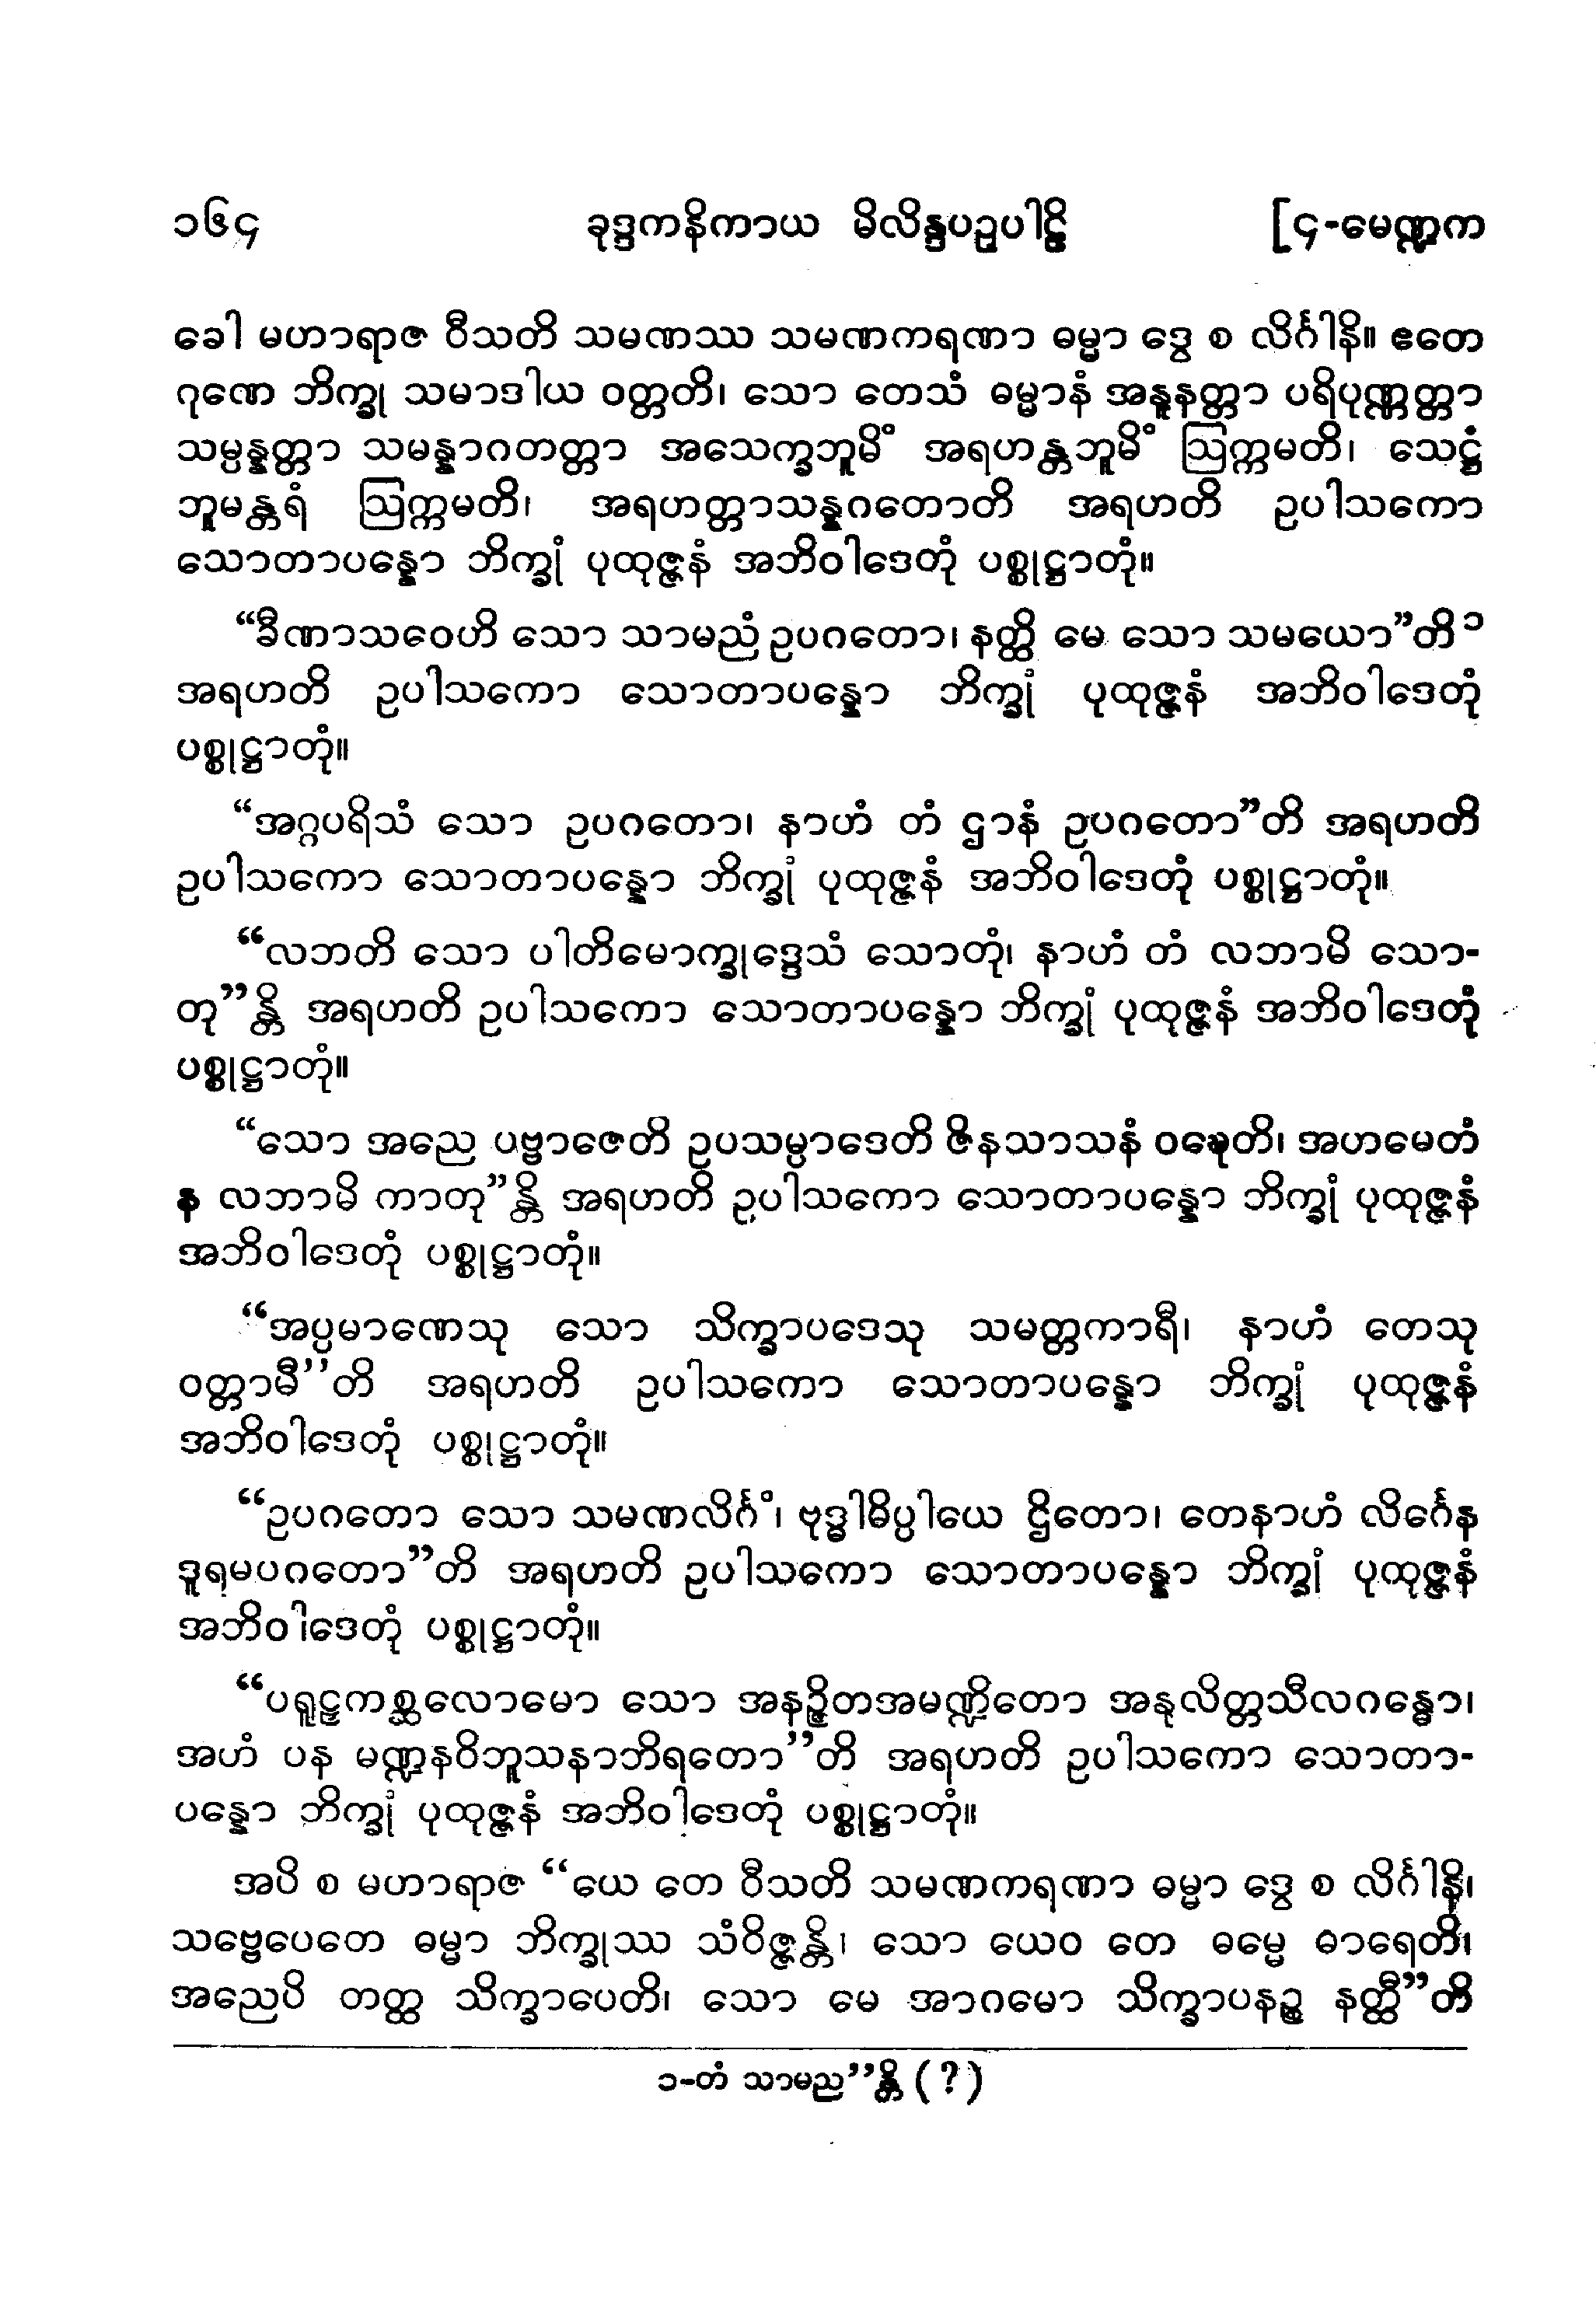 ၁၆၄ ခုဒ္ဒကနိကာယ မိလိန္ဒပဉှပါဠိ [၄-မေဏ္ဍက
ခေါ မဟာရာဇ ဝီသတိ သမဏဿ သမဏကရဏာ ဓမ္မာ ဒွေ စ လိင်္ဂါနိ။ ဧတေ
ဂုဏေ ဘိက္ခု သမာဒါယ ဝတ္တတိ၊ သော တေသံ ဓမ္မာနံ အနူနတ္တာ ပရိပုဏ္ဏတ္တာ
သမ္ပန္နတ္တာ သမန္နာဂတတ္တာ အသေက္ခဘူမိံ အရဟန္တဘူမိံ ဩက္ကမတိ၊ သေဋ္ဌံ
ဘူမန္တရံ ဩက္ကမတိ၊ အရဟတ္တာသန္နဂတောတိ အရဟတိ ဥပါသကော
သောတာပန္နော ဘိက္ခုံ ပုထုဇ္ဇနံ အဘိဝါဒေတုံ ပစ္စုဋ္ဌာတုံ။
“ခီဏာသဝေဟိ သော သာမညံ ဥပဂတော၊ နတ္ထိ မေ သော သမယော”တိ ၁
အရဟတိ ဥပါသကော သောတာပန္နော ဘိက္ခုံ ပုထုဇ္ဇနံ အဘိဝါဒေတုံ
ပစ္စုဋ္ဌာတုံ။
“အဂ္ဂပရိသံ သော ဥပဂတော၊ နာဟံ တံ ဌာနံ ဥပဂတော”တိ အရဟတိ
ဥပါသကော သောတာပန္နော ဘိက္ခုံ ပုထုဇ္ဇနံ အဘိဝါဒေတုံ ပစ္စုဋ္ဌာတုံ။
“လဘတိ သော ပါတိမောက္ခုဒ္ဒေသံ သောတုံ၊ နာဟံ တံ လဘာမိ သော-
တု”န္တိ အရဟတိ ဥပါသကော သောတာပန္နော ဘိက္ခုံ ပုထုဇ္ဇနံ အဘိဝါဒေတုံ
ပစ္စုဋ္ဌာတုံ။
“သော အညေ ပဗ္ဗာဇေတိ ဥပသမ္ပာဒေတိ ဇိနသာသနံ ဝဍ္ဎေတိ၊ အဟမေတံ
န လဘာမိ ကာတု”န္တိ အရဟတိ ဥပါသကော သောတာပန္နော ဘိက္ခုံ ပုထုဇ္ဇနံ
အဘိဝါဒေတုံ ပစ္စုဋ္ဌာတုံ။
“အပ္ပမာဏေသု သော သိက္ခာပဒေသု သမတ္တကာရီ၊ နာဟံ တေသု
ဝတ္တာမီ”တိ အရဟတိ ဥပါသကော သောတာပန္နော ဘိက္ခုံ ပုထုဇ္ဇနံ
အဘိဝါဒေတုံ ပစ္စုဋ္ဌာတုံ။
“ဥပဂတော သော သမဏလိင်္ဂံ၊ ဗုဒ္ဓါဓိပ္ပါယေ ဌိတော၊ တေနာဟံ လိင်္ဂေန
ဒူရမပဂတော”တိ အရဟတိ ဥပါသကော သောတာပန္နော ဘိက္ခုံ ပုထုဇ္ဇနံ
အဘိဝါဒေတုံ ပစ္စုဋ္ဌာတုံ။
“ပရူဠှကစ္ဆလောမော သော အနဉ္ဇိတအမဏ္ဍိတော အနုလိတ္တသီလဂန္ဓော၊
အဟံ ပန မဏ္ဍနဝိဘူသနာဘိရတော”တိ အရဟတိ ဥပါသကော သောတာ-
ပန္နော ဘိက္ခုံ ပုထုဇ္ဇနံ အဘိဝါဒေတုံ ပစ္စုဋ္ဌာတုံ။
အပိ စ မဟာရာဇ “ယေ တေ ဝီသတိ သမဏကရဏာ ဓမ္မာ ဒွေ စ လိင်္ဂါနိ၊
သဗ္ဗေပေတေ ဓမ္မာ ဘိက္ခုဿ သံဝိဇ္ဇန္တိ၊ သော ယေဝ တေ ဓမ္မေ ဓာရေတိ၊
အညေပိ တတ္ထ သိက္ခာပေတိ၊ သော မေ အာဂမော သိက္ခာပနဉ္စ နတ္ထီ”တိ
၁-တံ သာမည”န္တိ (?)